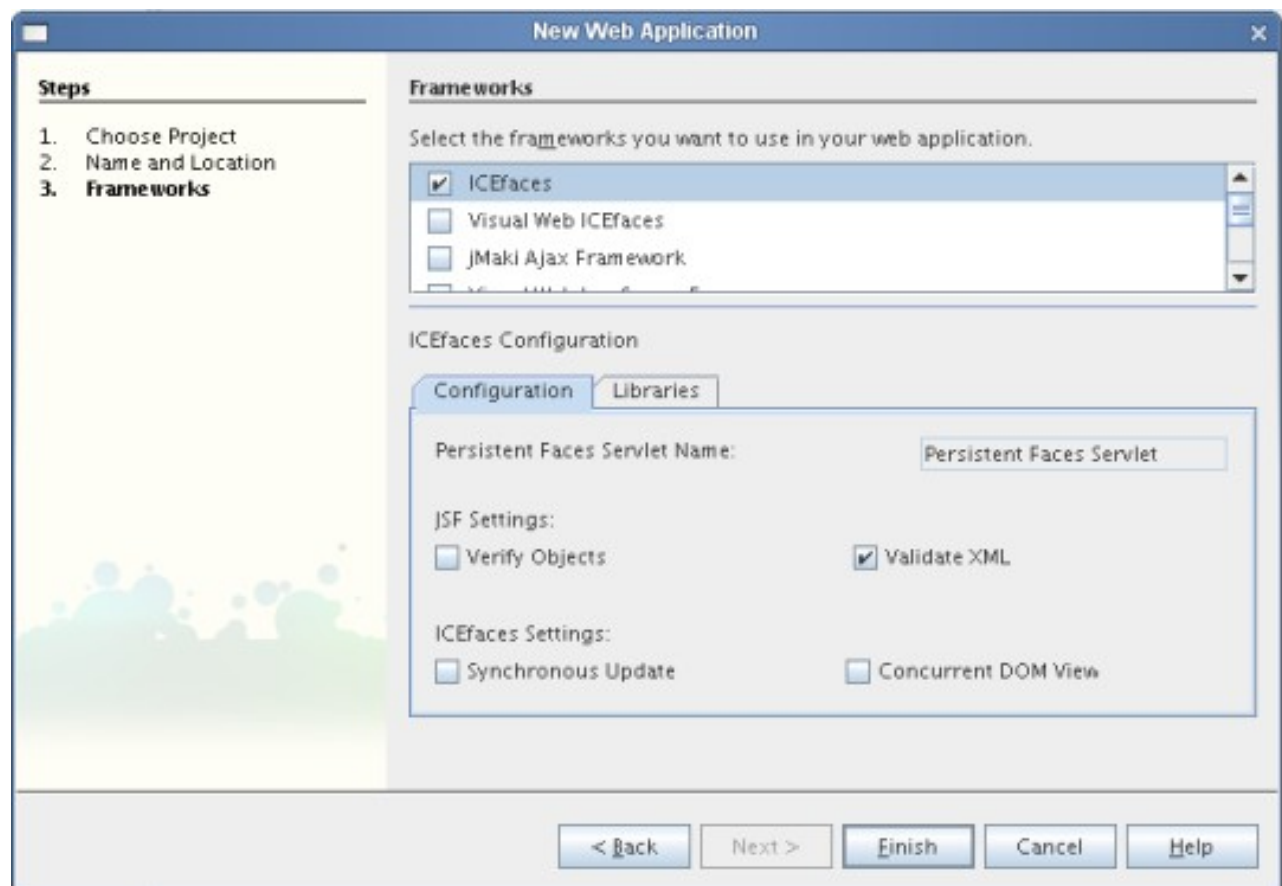 New Web Application
Steps
1. Choose Project
2. Name and Location
3. Frameworks
Frameworks
Select the frameworks you want to use in your web application.
ICEfaces
Visual Web ICEfaces
jMaki Ajax Framework
ICEfaces Configuration
Configuration Libraries
Persistent Faces Servlet Name: Persistent Faces Servlet
JSF Settings:
Verify Objects Validate XML
ICEfaces Settings:
Synchronous Update Concurrent DOM View
< Back Next > Finish Cancel Help